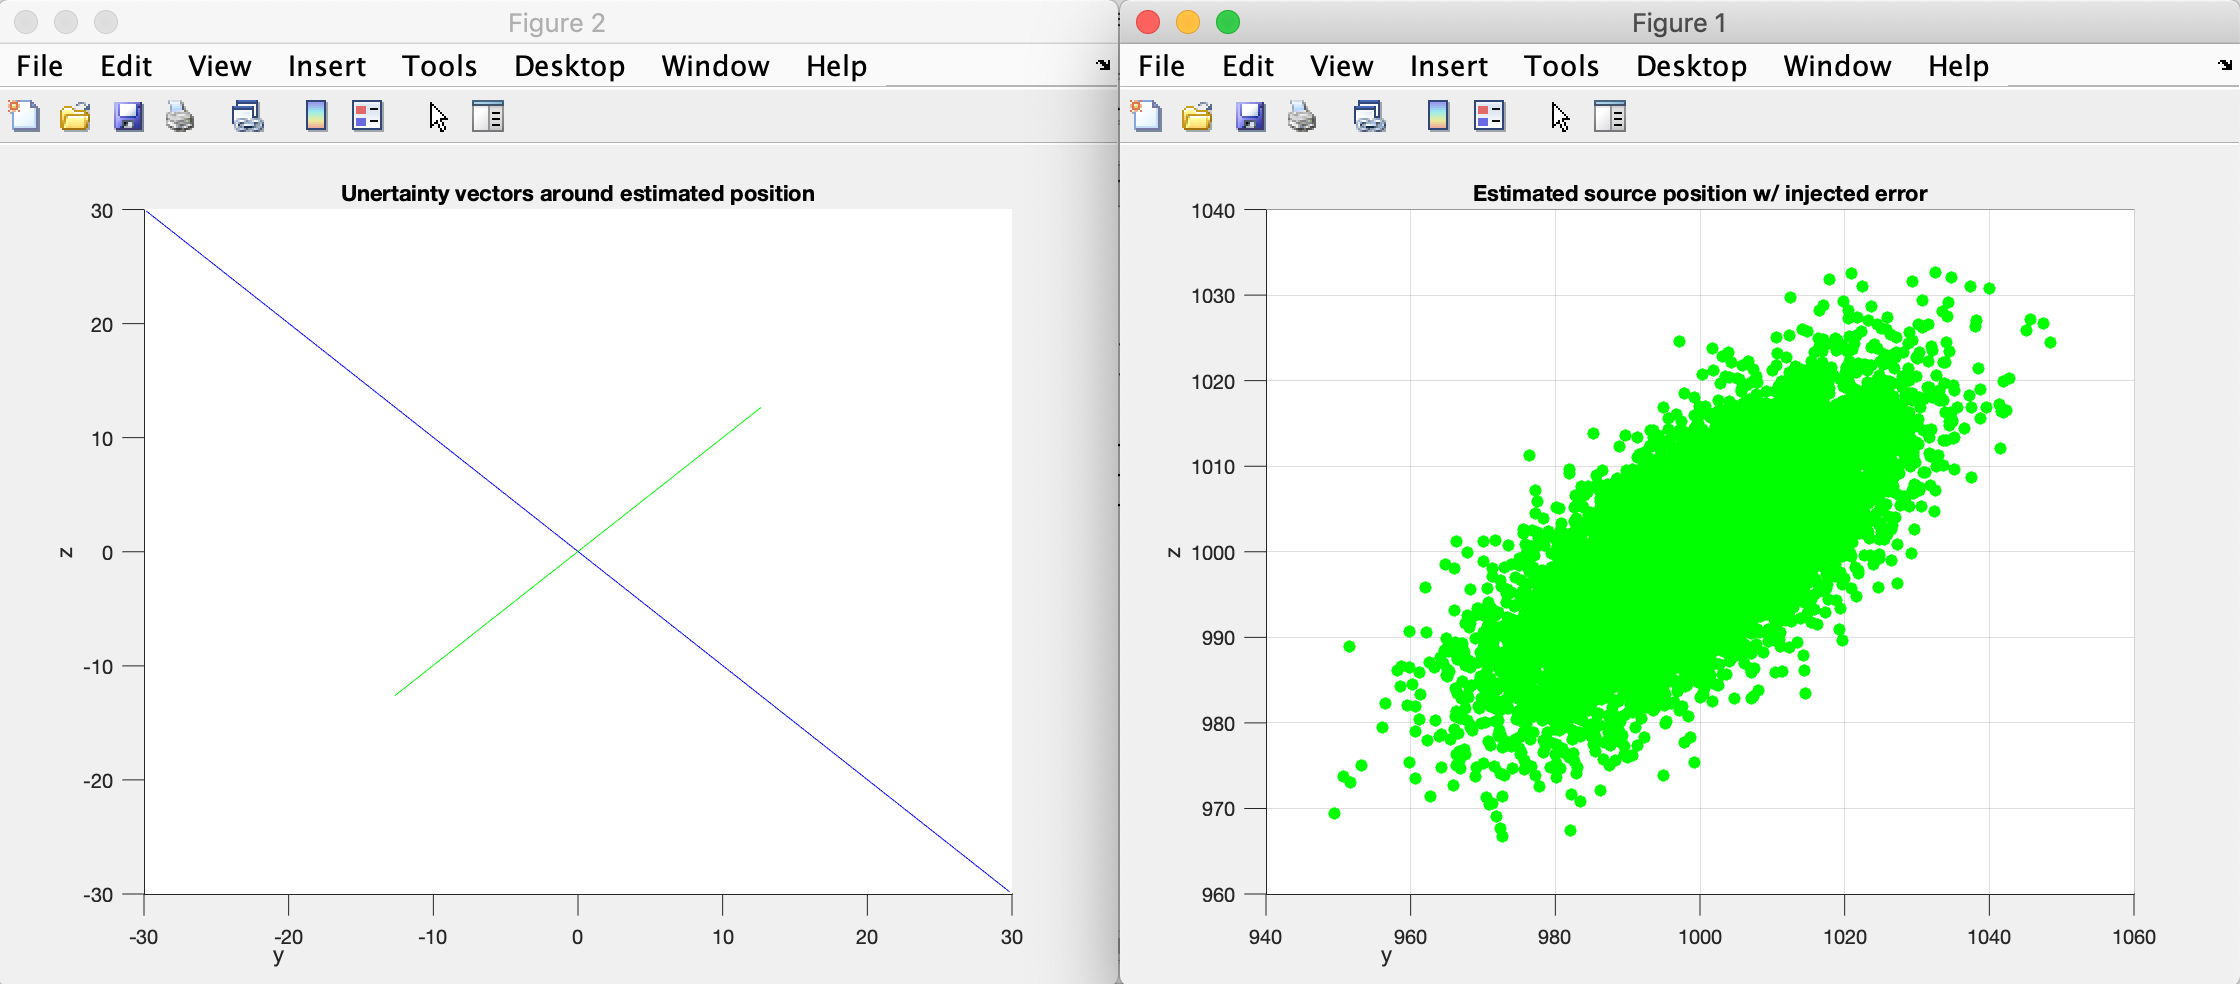 Figure 2
File Edit View Insert Tools Desktop Window Help
Unertainty vectors around estimated position
30
20
10
0
-10
-20
-30
z
-30 -20 -10 0 10 20 30
y
Figure 1
File Edit View Insert Tools Desktop Window Help
Estimated source position w/ injected error
1040
1030
1020
1010
1000
990
980
970
960
z
940 960 980 1000 1020 1040 1060
y